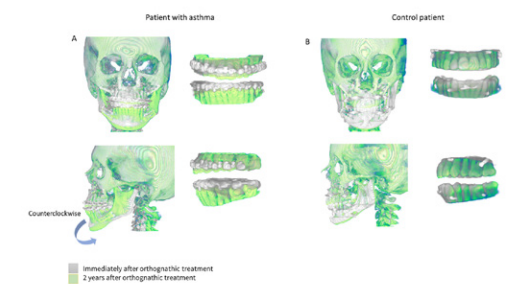 Patient with asthma
Control patient
A
B
Counterclockwise
Immediately after orthognathic treatment
2 years after orthognathic treatment